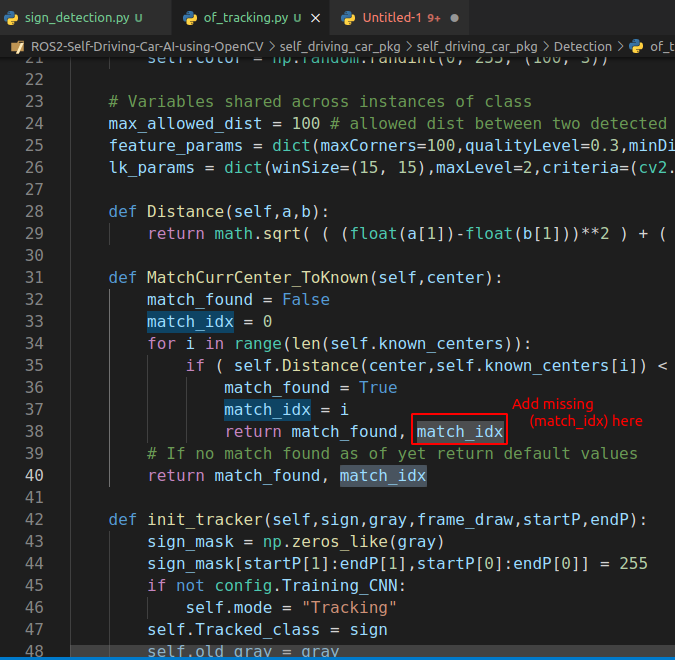 sign_detection.py U
of_tracking.py U ×
Untitled-1 9+ ●
ROS2-Self-Driving-Car-AI-using-OpenCV > self_driving_car_pkg > self_driving_car_pkg > Detection > of_t
21 self.color = np.random.randint(0, 255, (100, 3))
22
23 # Variables shared across instances of class
24 max_allowed_dist = 100 # allowed dist between two detected
25 feature_params = dict(maxCorners=100,qualityLevel=0.3,minDi
26 lk_params = dict(winSize=(15, 15),maxLevel=2,criteria=(cv2.
27
28 def Distance(self,a,b):
29 return math.sqrt( ( (float(a[1])-float(b[1]))**2 ) + (
30
31 def MatchCurrCenter_ToKnown(self,center):
32 match_found = False
33 match_idx = 0
34 for i in range(len(self.known_centers)):
35 if ( self.Distance(center,self.known_centers[i]) <
36 match_found = True
37 match_idx = i
38 return match_found, match_idx
Add missing
(match_idx) here
39 # If no match found as of yet return default values
40 return match_found, match_idx
41
42 def init_tracker(self,sign,gray,frame_draw,startP,endP):
43 sign_mask = np.zeros_like(gray)
44 sign_mask[startP[1]:endP[1],startP[0]:endP[0]] = 255
45 if not config.Training_CNN:
46 self.mode = "Tracking"
47 self.Tracked_class = sign
48 self.old_gray = gray